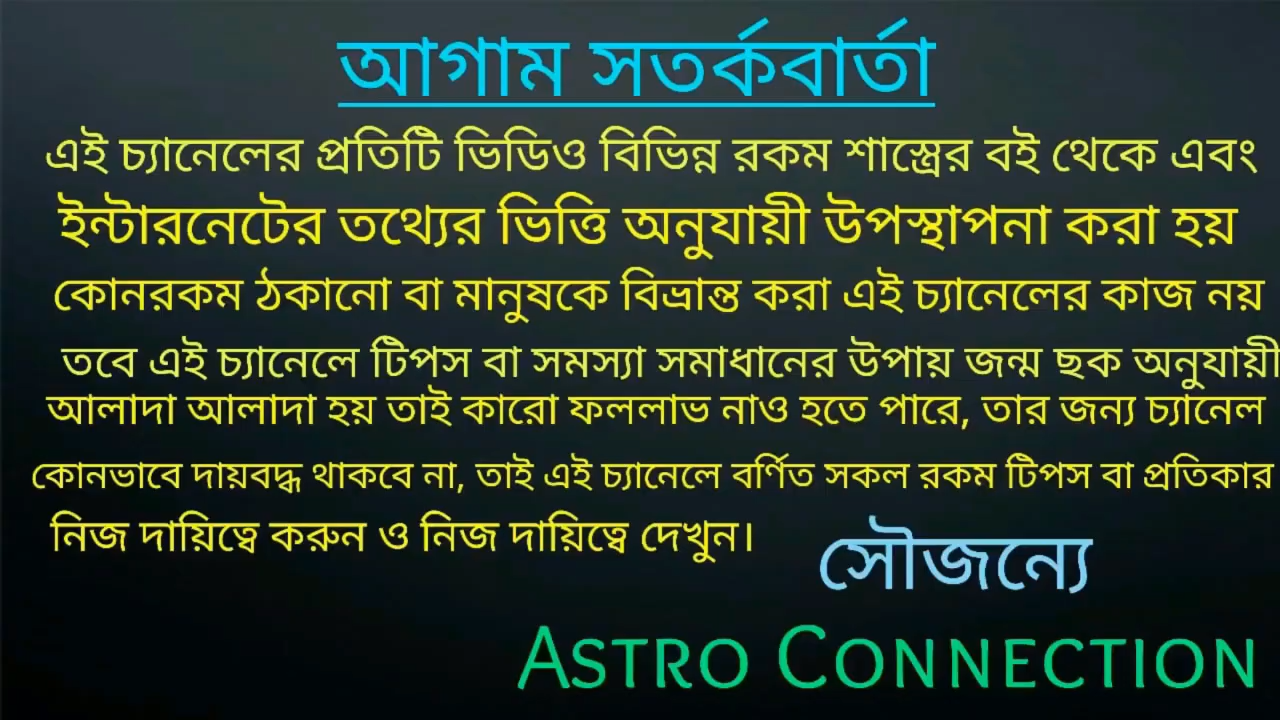 আগাম সতর্কবার্তা
এই চ্যানেলের প্রতিটি ভিডিও বিভিন্ন রকম শাস্ত্রের বই থেকে এবং
ইন্টারনেটের তথ্যের ভিত্তি অনুযায়ী উপস্থাপনা করা হয়
কোনরকম ঠকানো বা মানুষকে বিভ্রান্ত করা এই চ্যানেলের কাজ নয়
তবে এই চ্যানেলে টিপস বা সমস্যা সমাধানের উপায় জন্ম ছক অনুযায়ী
আলাদা আলাদা হয় তাই কারো ফললাভ নাও হতে পারে, তার জন্য চ্যানেল
কোনভাবে দায়বদ্ধ থাকবে না, তাই এই চ্যানেলে বর্ণিত সকল রকম টিপস বা প্রতিকার
নিজ দায়িত্বে করুন ও নিজ দায়িত্বে দেখুন।
সৌজন্যে
ASTRO CONNECTION